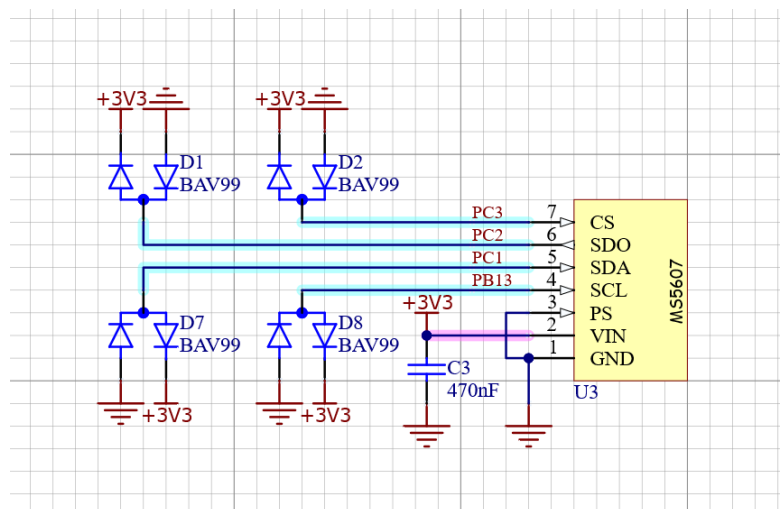 +3V3
+3V3
D1
BAV99
D2
BAV99
PC3
7
CS
PC2
6
SDO
PC1
5
SDA
PB13
4
SCL
+3V3
3
PS
2
VIN
1
GND
MS5607
U3
D7
BAV99
D8
BAV99
C3
470nF
+3V3
+3V3